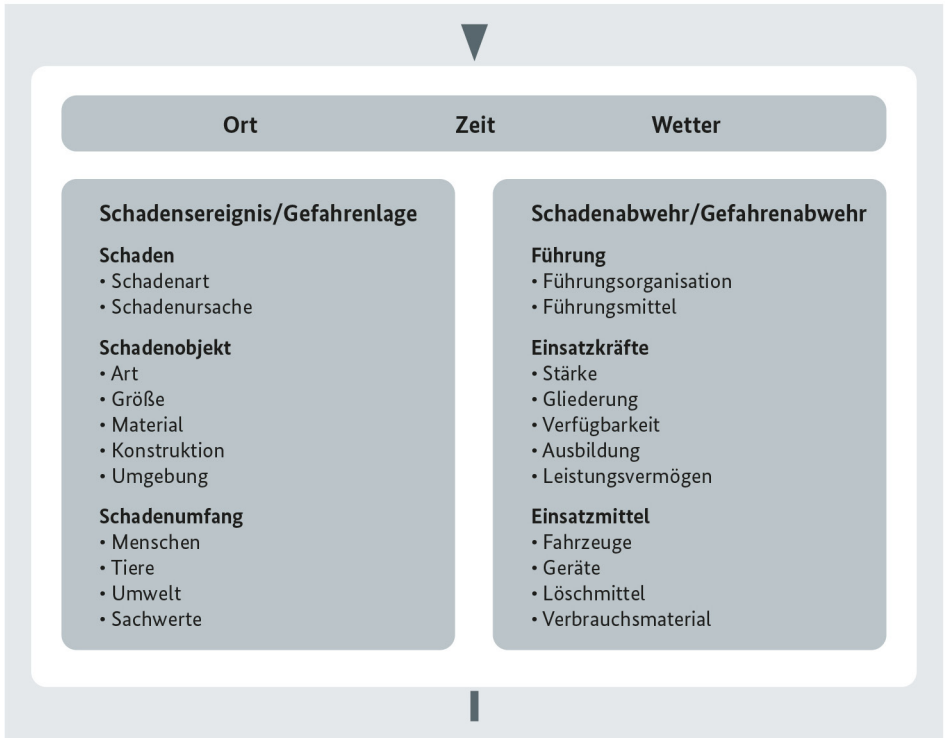 Ort Zeit Wetter
Schadensereignis/Gefahrenlage
Schaden
• Schadenart
• Schadenursache
Schadenobjekt
• Art
• Größe
• Material
• Konstruktion
• Umgebung
Schadenumfang
• Menschen
• Tiere
• Umwelt
• Sachwerte
Schadenabwehr/Gefahrenabwehr
Führung
• Führungsorganisation
• Führungsmittel
Einsatzkräfte
• Stärke
• Gliederung
• Verfügbarkeit
• Ausbildung
• Leistungsvermögen
Einsatzmittel
• Fahrzeuge
• Geräte
• Löschmittel
• Verbrauchsmaterial